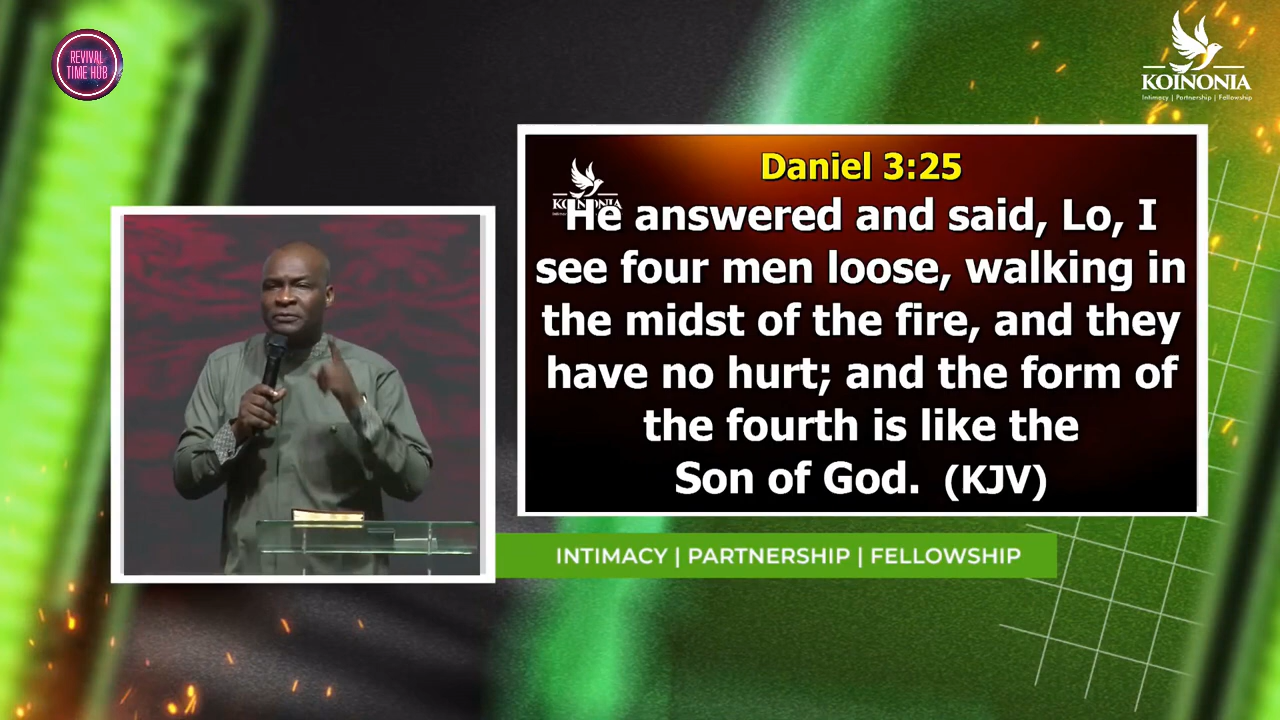 REVIVAL
TIME HUB
KOINONIA
Intimacy | Partnership | Fellowship
Daniel 3:25
KOINONIA
He answered and said, Lo, I
see four men loose, walking in
the midst of the fire, and they
have no hurt; and the form of
the fourth is like the
Son of God. (KJV)
INTIMACY | PARTNERSHIP | FELLOWSHIP